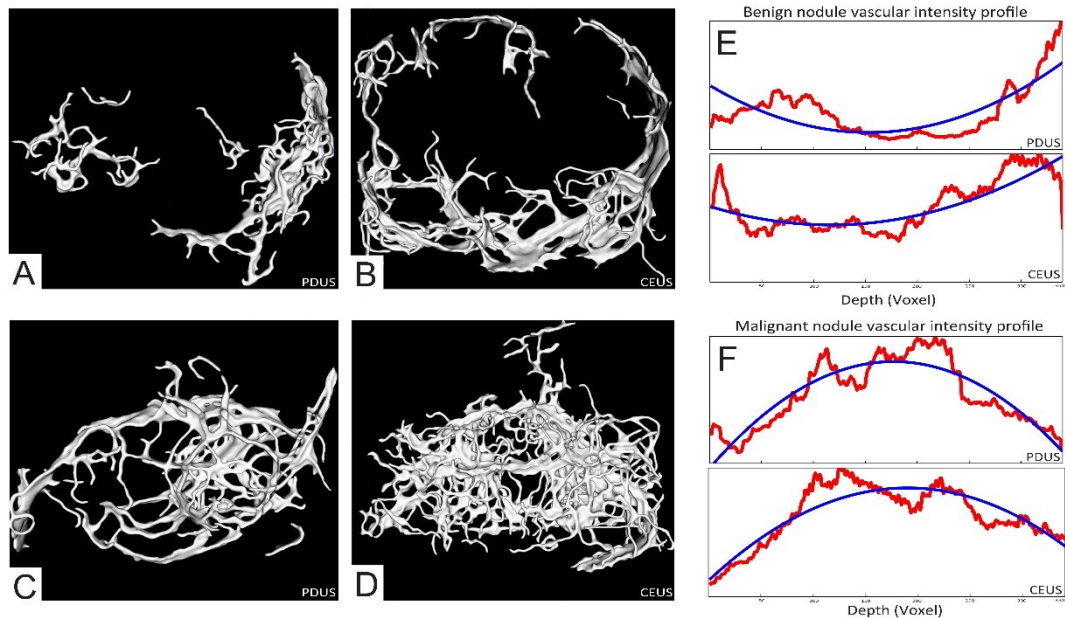 A
PDUS
B
CEUS
Benign nodule vascular intensity profile
E
PDUS
CEUS
Depth (Voxel)
C
PDUS
D
CEUS
Malignant nodule vascular intensity profile
F
PDUS
CEUS
Depth (Voxel)